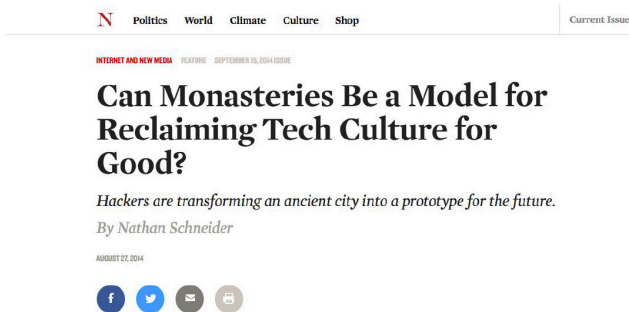 N Politics World Climate Culture Shop Current Issue
INTERNET AND NEW MEDIA FEATURE SEPTEMBER 15, 2014 ISSUE
Can Monasteries Be a Model for
Reclaiming Tech Culture for
Good?
Hackers are transforming an ancient city into a prototype for the future.
By Nathan Schneider
AUGUST 27, 2014